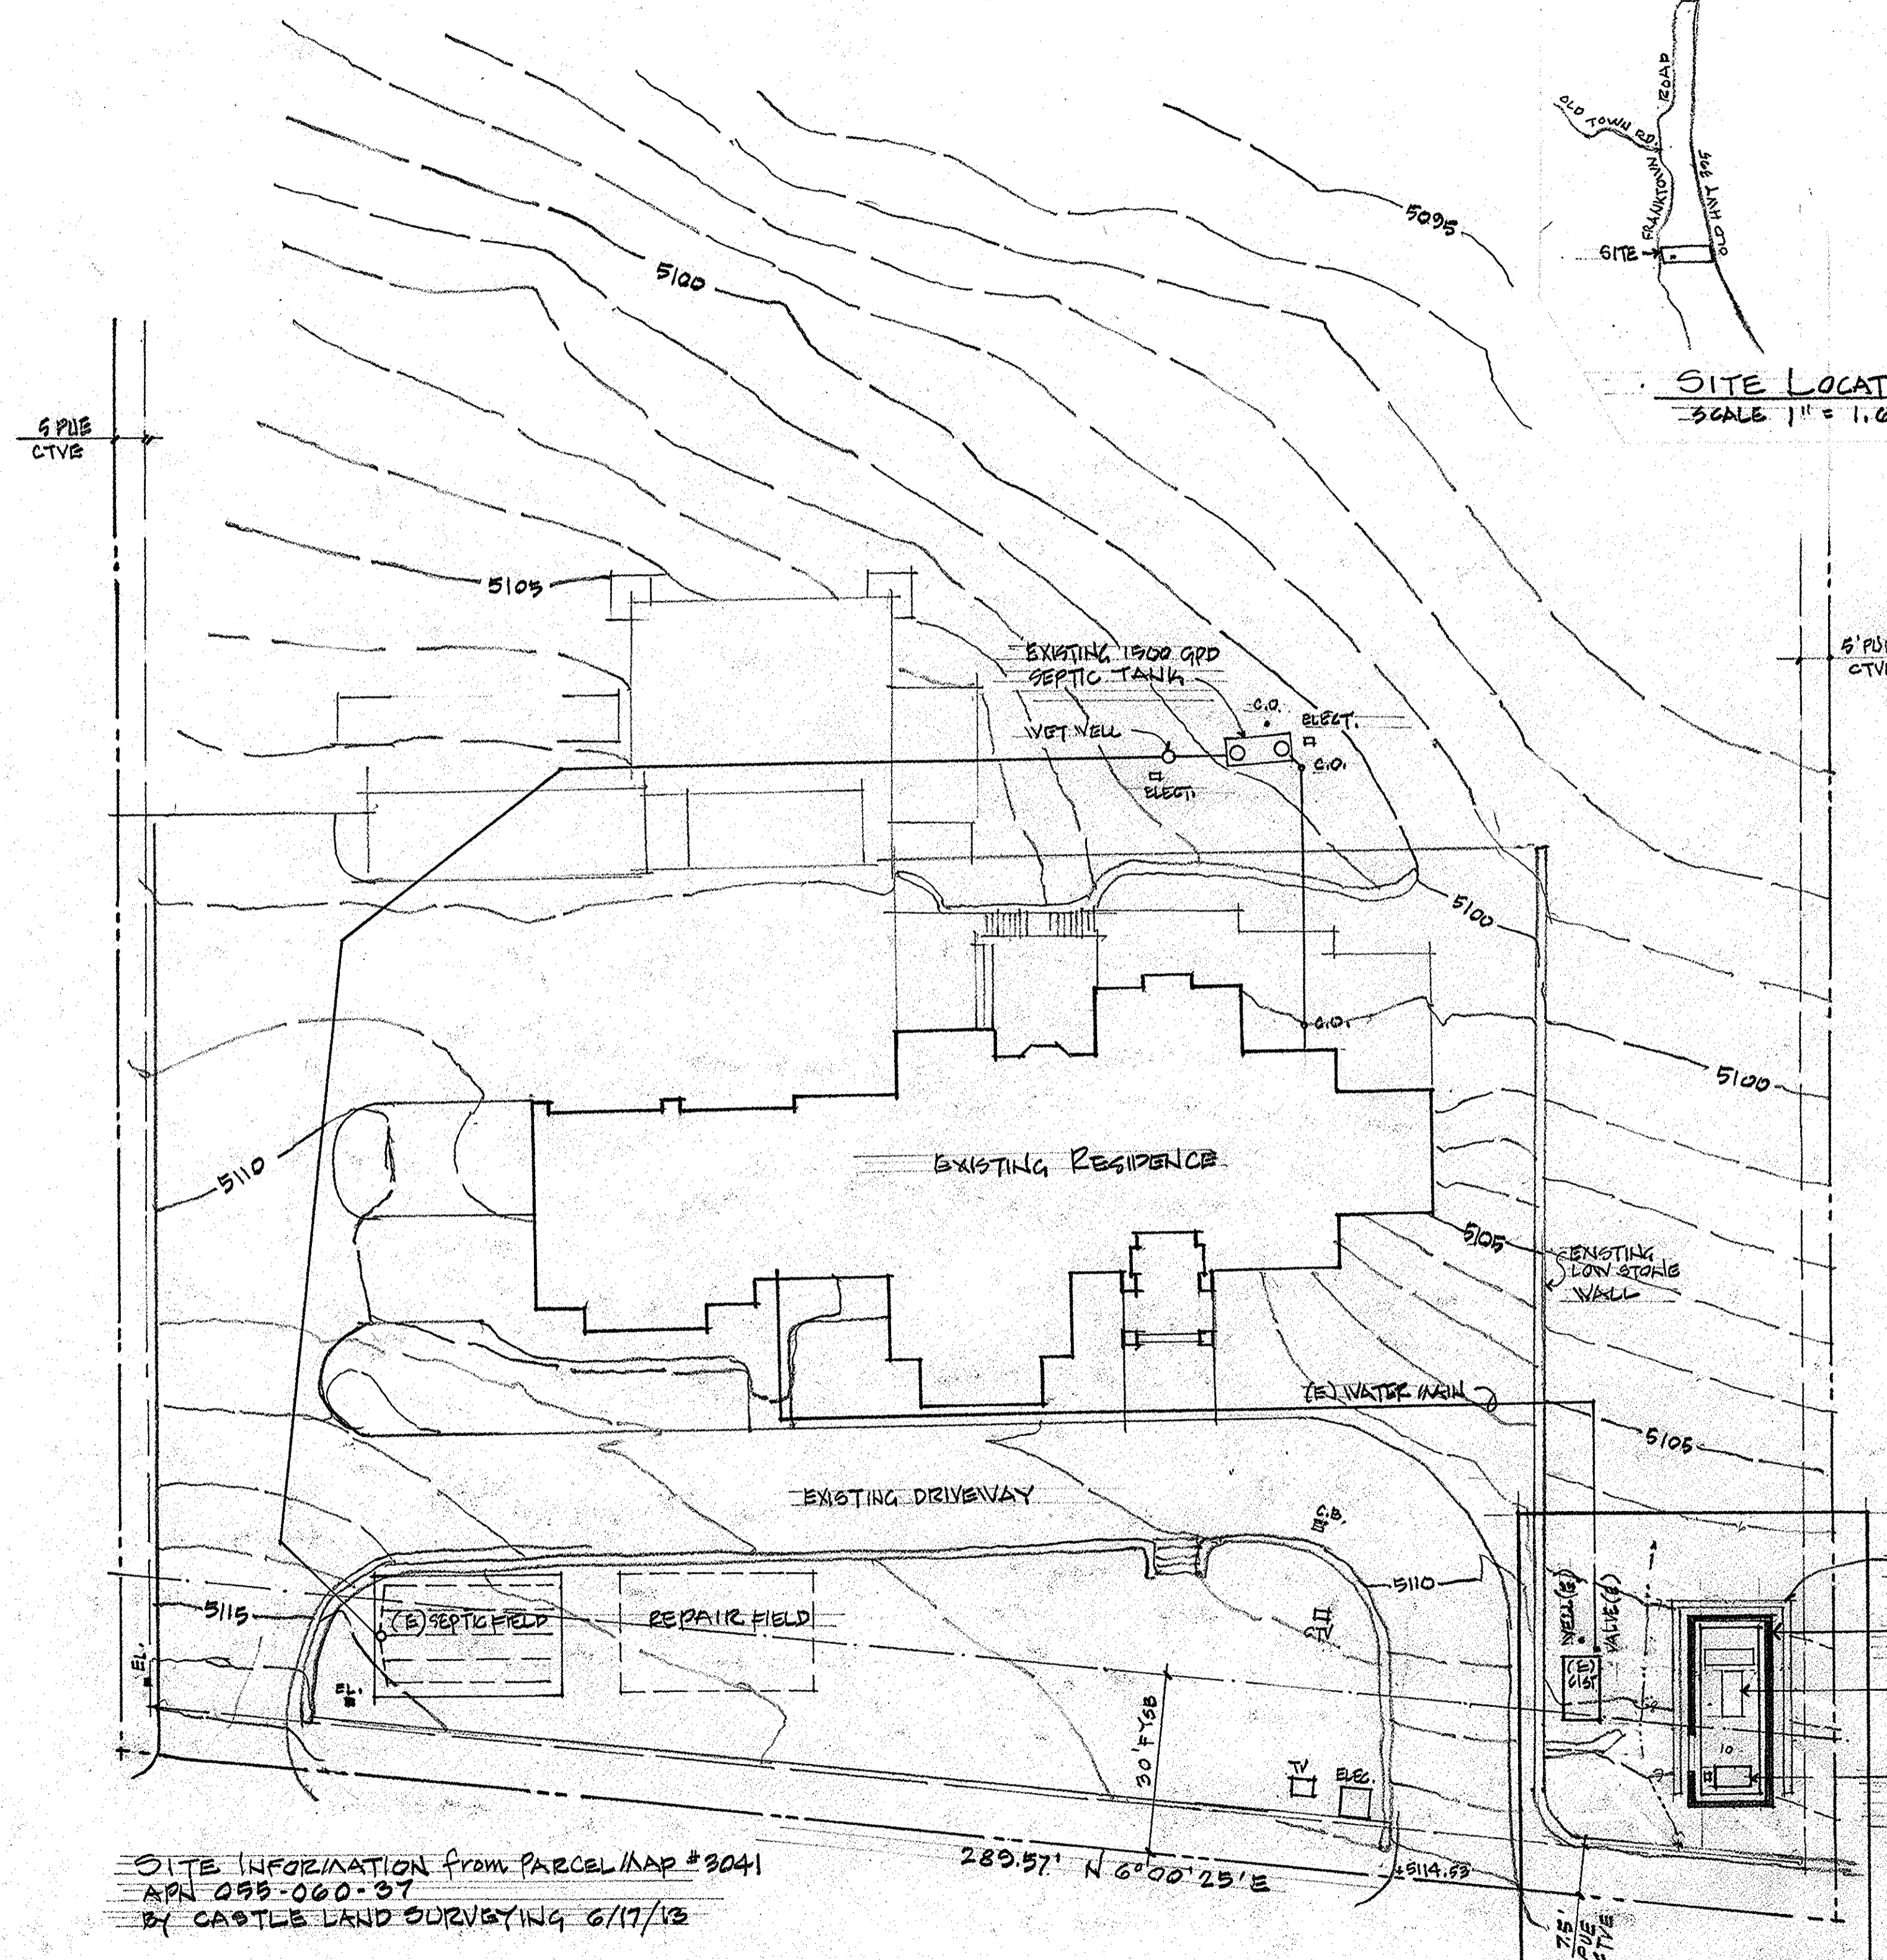 OLD TOWN RD.
FRANKTOWN ROAD
OLD HWY 395
SITE
SITE LOCAT
SCALE 1" = 1.6
5095
5100
5 PUE
CTVE
5105
5' PU
CTVE
EXISTING 1500 GPD
SEPTIC TANK
C.O.
ELECT.
WET WELL
C.O.
ELECT.
5100
C.O.
5100
5110
EXISTING RESIDENCE
5105
EXISTING
LOW STONE
WALL
(E) WATER MAIN
5105
EXISTING DRIVEWAY
C.B.
5110
WELL (E)
VALVE (E)
5115
(E) SEPTIC FIELD
REPAIR FIELD
CTV
EL.
EL.
(E)
CIST
30' FYSB
10
TV
ELEC.
SITE INFORMATION from PARCEL MAP #3041
APN 055-060-37
By CASTLE LAND SURVEYING 6/17/13
289.57' N 6°00'25"E
±5114.53
7.5'
PUE
CTVE